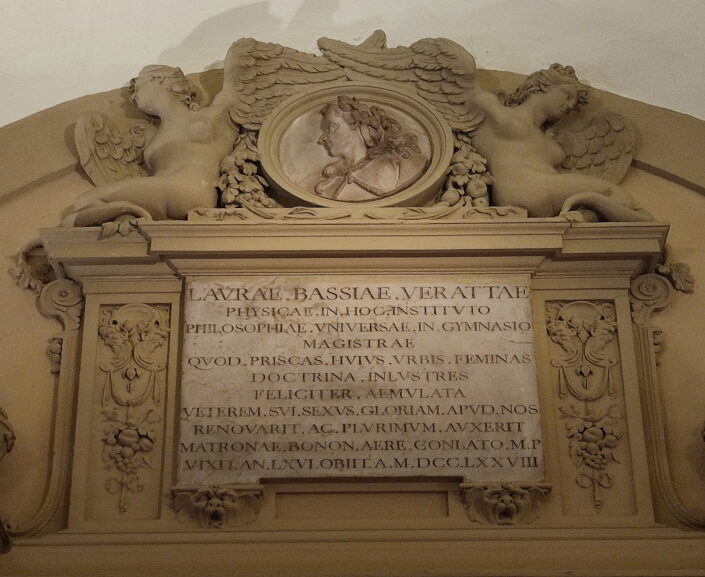 LAVRAE . BASSIAE . VERATTAE
PHYSICAE . IN . HOC . INSTITVTO
PHILOSOPHIAE . VNIVERSAE . IN . GYMNASIO
MAGISTRAE
QVOD . PRISCAS . HVIVS . VRBIS . FEMINAS
DOCTRINA . INLVSTRES
FELICITER . AEMVLATA
VETEREM . SVI . SEXVS . GLORIAM . APVD . NOS
RENOVARIT . AC . PLVRIMVM . AVXERIT
MATRONAE . BONON . AERE . CONLATO . M . P
VIXIT . AN . LXVI . OBIIT . A . M . DCC . LXXVIII